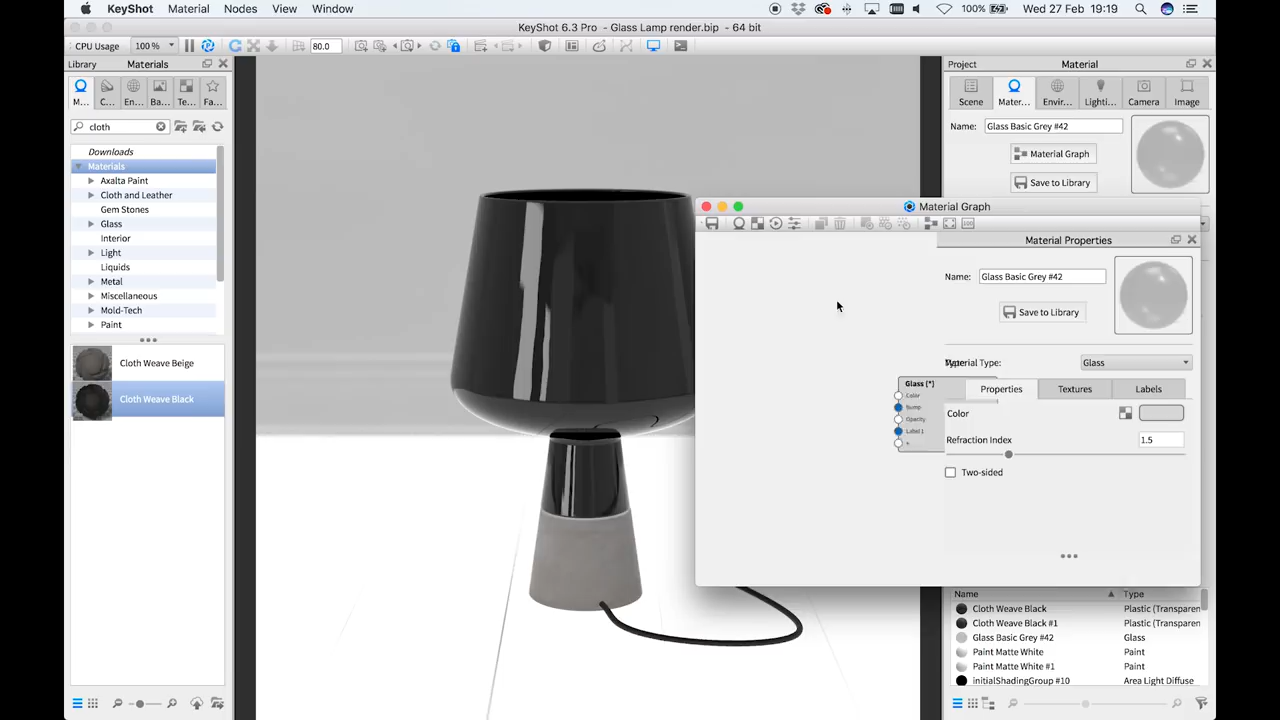 KeyShot Material Nodes View Window
100% Wed 27 Feb 19:19
KeyShot 6.3 Pro - Glass Lamp render.bip - 64 bit
CPU Usage 100 % 80.0
Library Materials
M... C... En... Ba... Te... Fa...
cloth
Downloads
Materials
Axalta Paint
Cloth and Leather
Gem Stones
Glass
Interior
Light
Liquids
Metal
Miscellaneous
Mold-Tech
Paint
Cloth Weave Beige
Cloth Weave Black
Project Material
Scene Mater... Envir... Lighti... Camera Image
Name: Glass Basic Grey #42
Material Graph
Save to Library
Material Graph
Material Properties
Name: Glass Basic Grey #42
Save to Library
Material Type: Glass
Glass (*)
Color
Bump
Opacity
Label 1
+
Properties Textures Labels
Color
Refraction Index 1.5
Two-sided
Name Type
Cloth Weave Black Plastic (Transparen
Cloth Weave Black #1 Plastic (Transparen
Glass Basic Grey #42 Glass
Paint Matte White Paint
Paint Matte White #1 Paint
initialShadingGroup #10 Area Light Diffuse